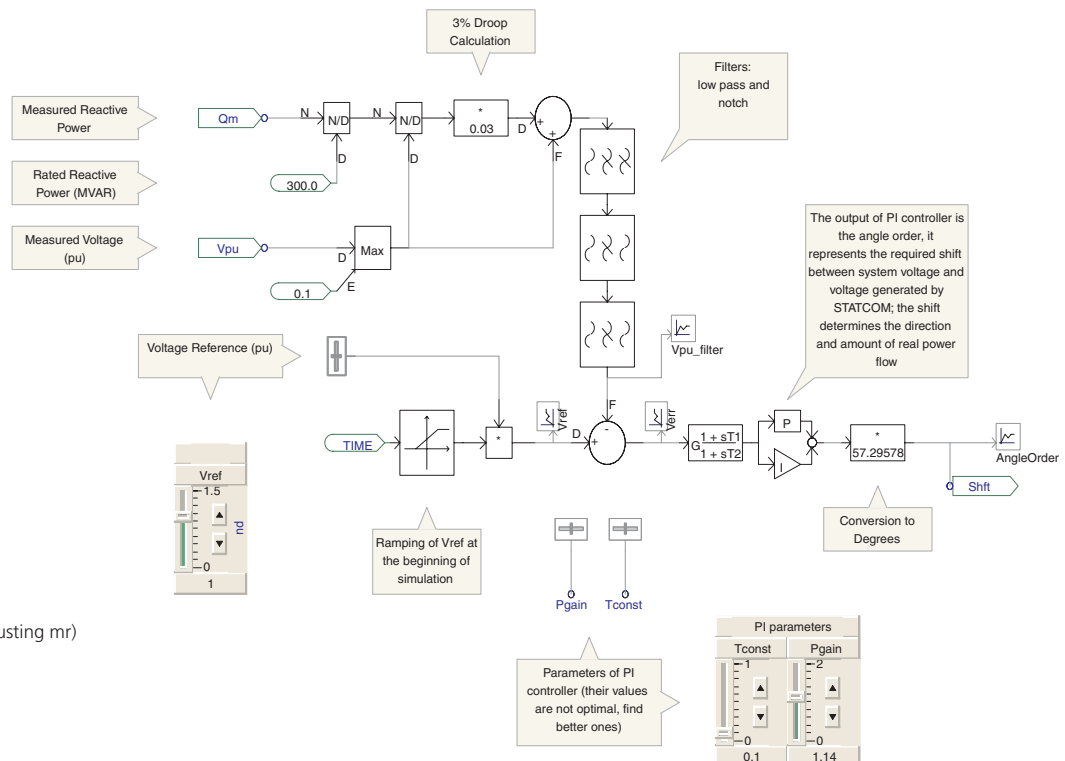 3% Droop
Calculation
Filters:
low pass and
notch
Measured Reactive
Power
Qm
N
N/D
N
N/D
*
0.03
D
+
+
D
D
F
Rated Reactive
Power (MVAR)
300.0
Measured Voltage
(pu)
Vpu
D
Max
E
0.1
The output of PI controller is
the angle order, it
represents the required shift
between system voltage and
voltage generated by
STATCOM; the shift
determines the direction
and amount of real power
flow
Voltage Reference (pu)
Vpu_filter
F
Vref
Verr
TIME
*
D
+
-
G
1 + sT1
1 + sT2
P
I
*
57.29578
AngleOrder
Shft
Vref
1.5
pu
0
1
Ramping of Vref at
the beginning of
simulation
Conversion to
Degrees
Pgain
Tconst
usting mr)
Parameters of PI
controller (their values
are not optimal, find
better ones)
PI parameters
Tconst
Pgain
1
2
0
0
0.1
1.14